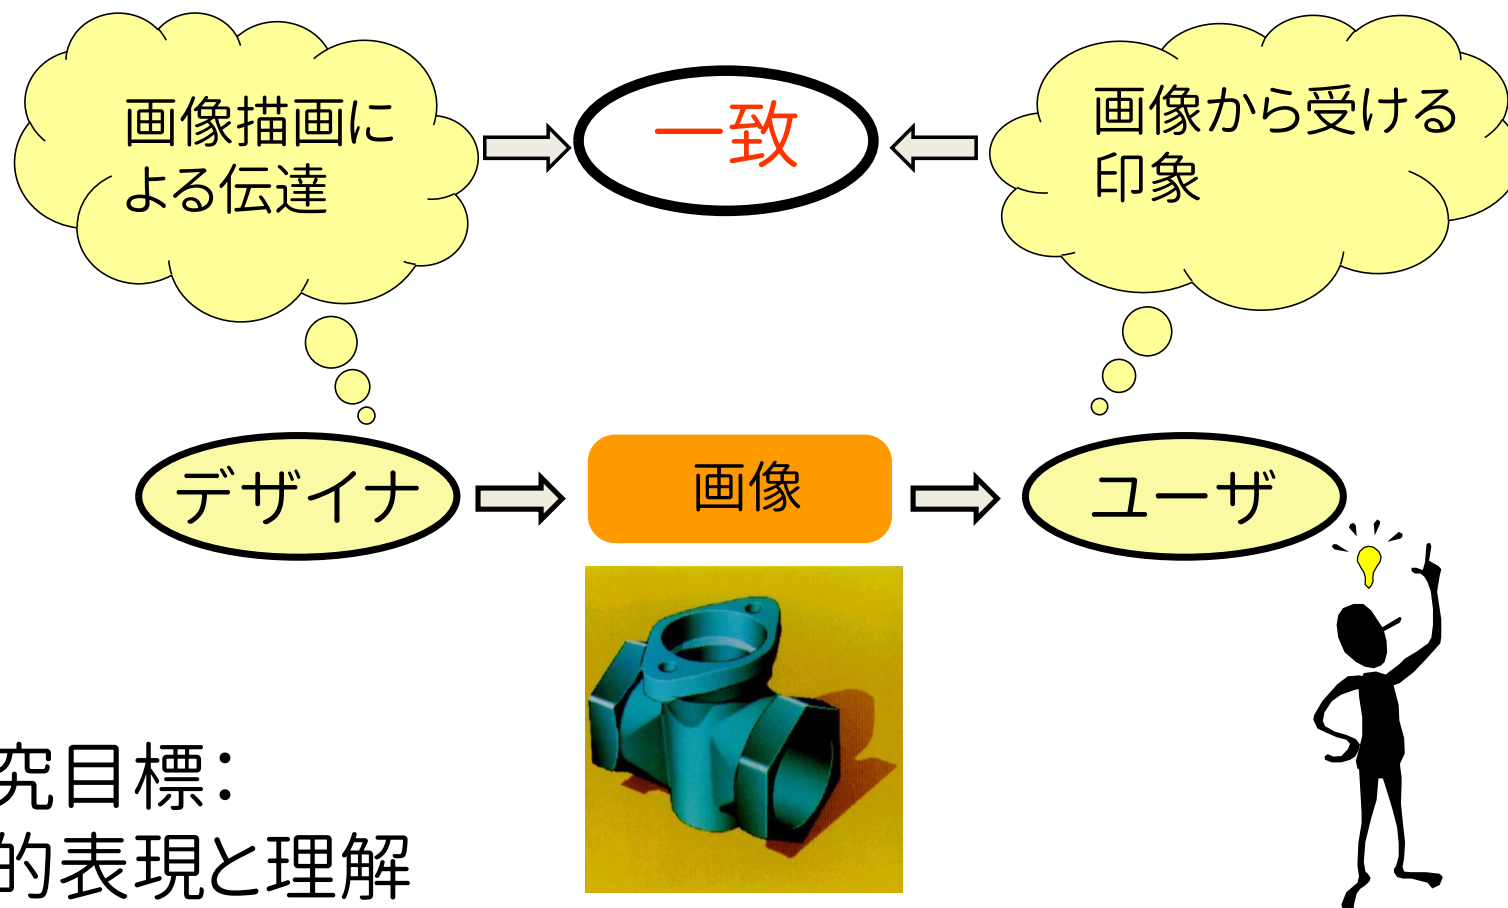 画像描画に
よる伝達
一致
画像から受ける
印象
デザイナ
画像
ユーザ
究目標：
的表現と理解